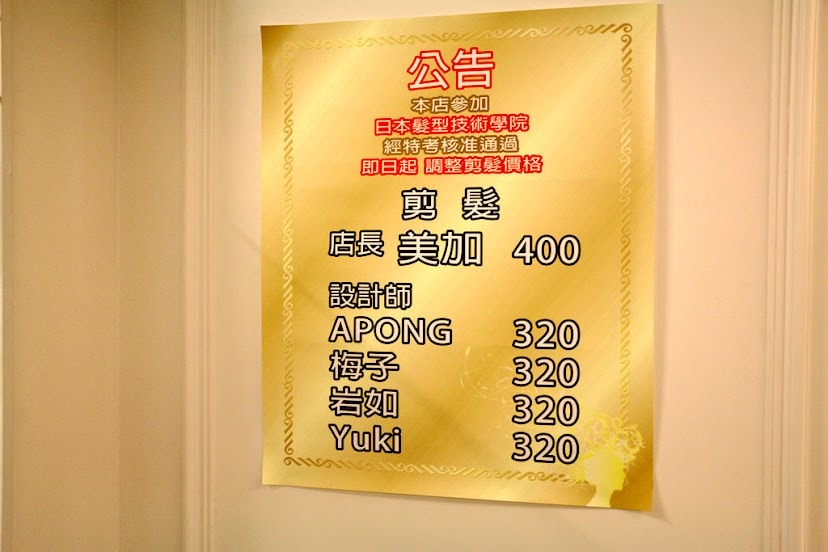 公告
本店參加
日本髮型技術學院
經特考核准通過
即日起 調整剪髮價格
剪 髮
店長 美加 400
設計師
APONG 320
梅子 320
岩如 320
Yuki 320